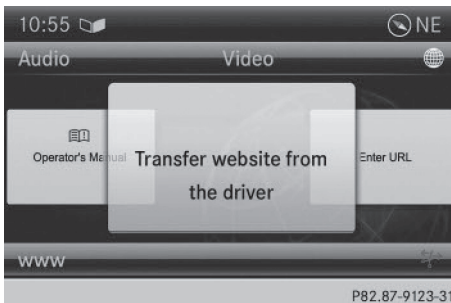 10:55 NE
Audio Video
Operator's Manual
Transfer website from
the driver
Enter URL
www
P82.87-9123-31